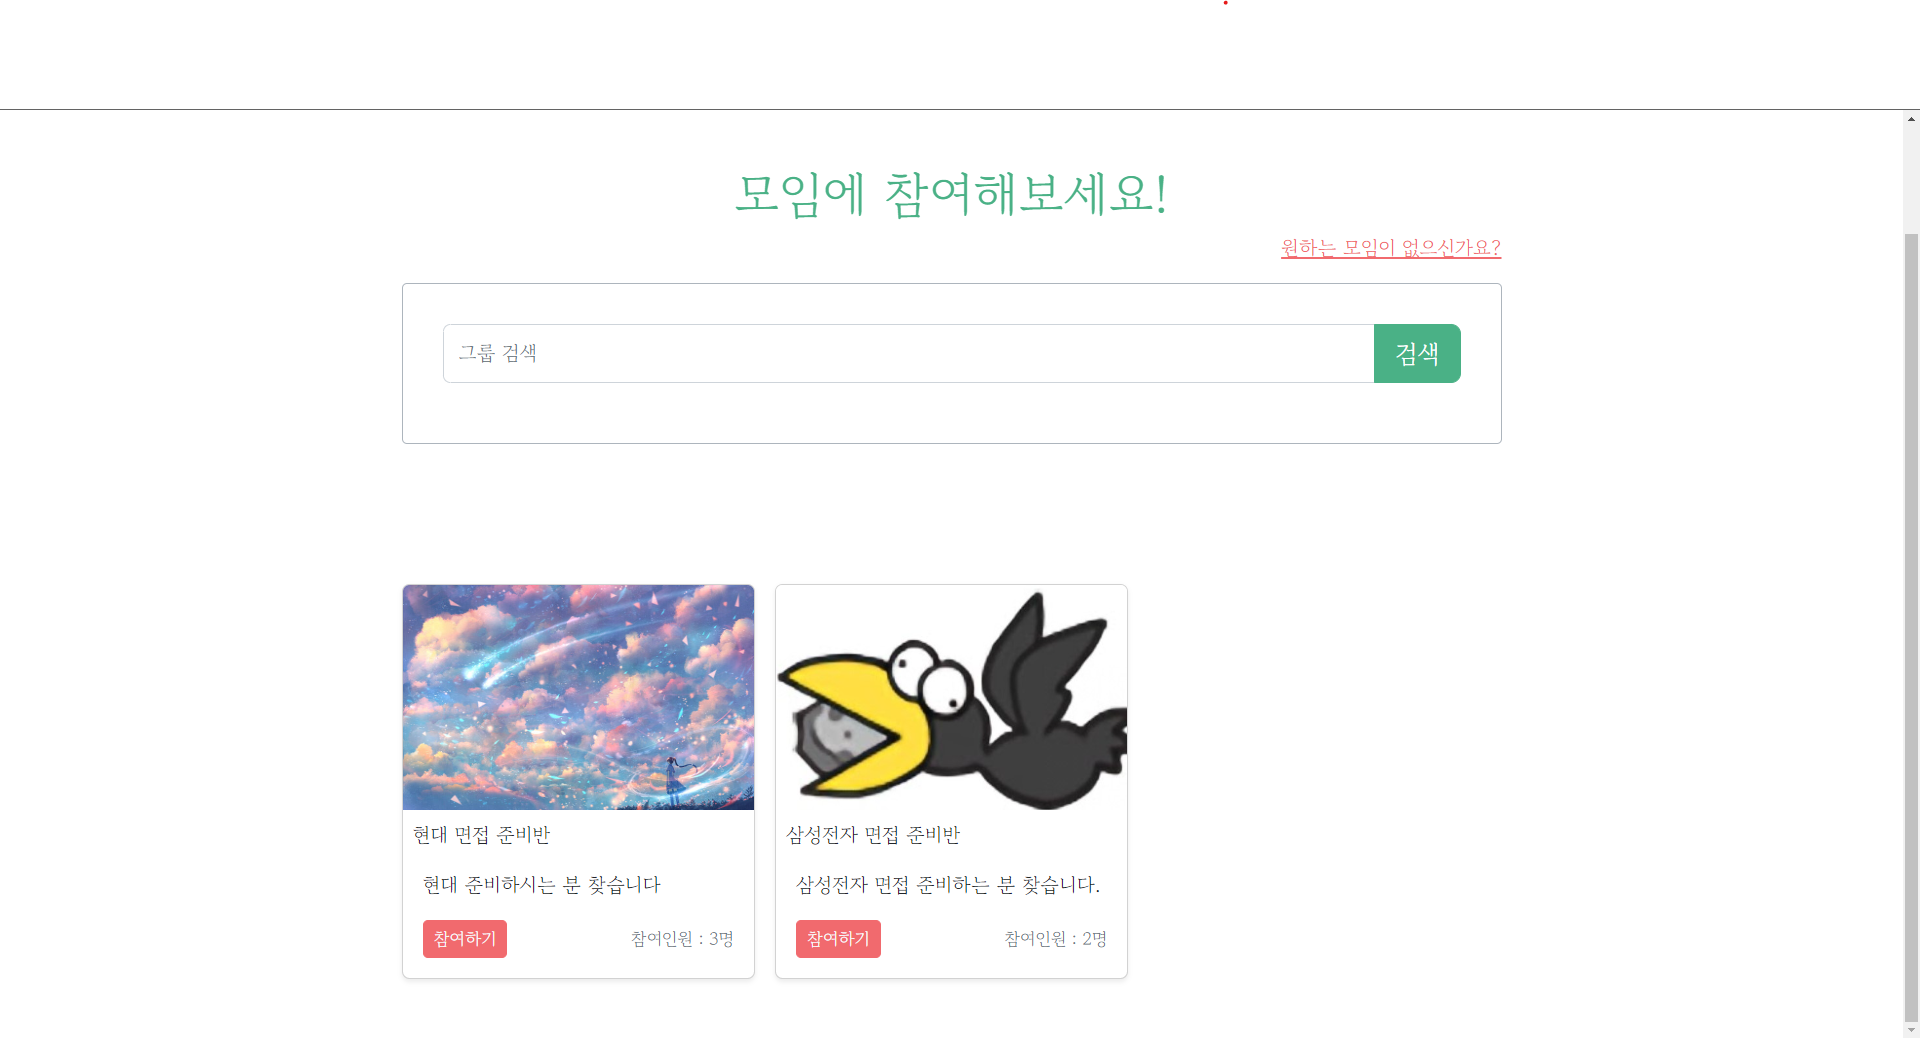 모임에 참여해보세요!
원하는 모임이 없으신가요?
그룹 검색
검색
현대 면접 준비반
현대 준비하시는 분 찾습니다
참여하기
참여인원 : 3명
삼성전자 면접 준비반
삼성전자 면접 준비하는 분 찾습니다.
참여하기
참여인원 : 2명